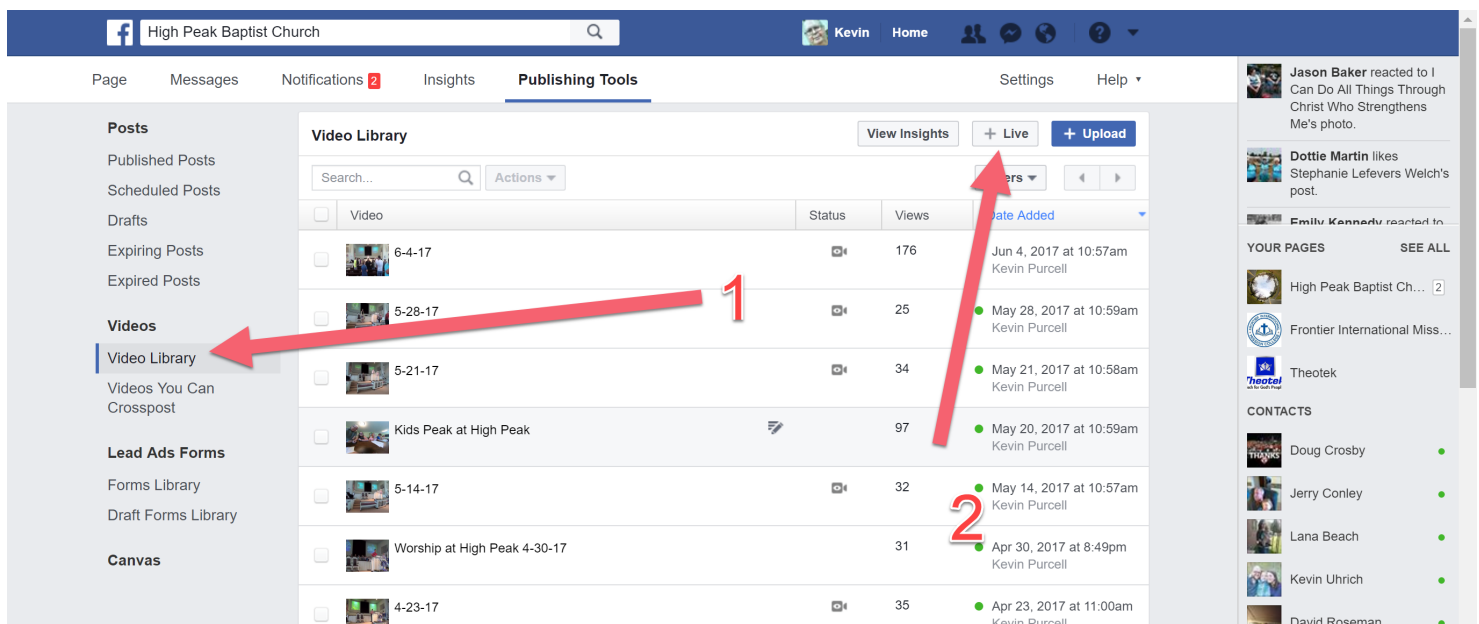 High Peak Baptist Church
Kevin Home
?
Page Messages Notifications 2 Insights Publishing Tools Settings Help
Posts
Published Posts
Scheduled Posts
Drafts
Expiring Posts
Expired Posts
Videos
Video Library
Videos You Can
Crosspost
Lead Ads Forms
Forms Library
Draft Forms Library
Canvas
Video Library View Insights + Live + Upload
Search... Actions
Video Status Views Date Added
6-4-17 176 Jun 4, 2017 at 10:57am
Kevin Purcell
5-28-17 25 May 28, 2017 at 10:59am
Kevin Purcell
5-21-17 34 May 21, 2017 at 10:58am
Kevin Purcell
Kids Peak at High Peak 97 May 20, 2017 at 10:59am
Kevin Purcell
5-14-17 32 May 14, 2017 at 10:57am
Kevin Purcell
Worship at High Peak 4-30-17 31 Apr 30, 2017 at 8:49pm
Kevin Purcell
4-23-17 35 Apr 23, 2017 at 11:00am
Kevin Purcell
1
2
Jason Baker reacted to I
Can Do All Things Through
Christ Who Strengthens
Me's photo.
Dottie Martin likes
Stephanie Lefevers Welch's
post.
Emily Kennedy reacted to
YOUR PAGES SEE ALL
High Peak Baptist Ch... 2
Frontier International Miss...
Theotek
CONTACTS
THANKS
Doug Crosby
Jerry Conley
Lana Beach
Kevin Uhrich
David Roseman